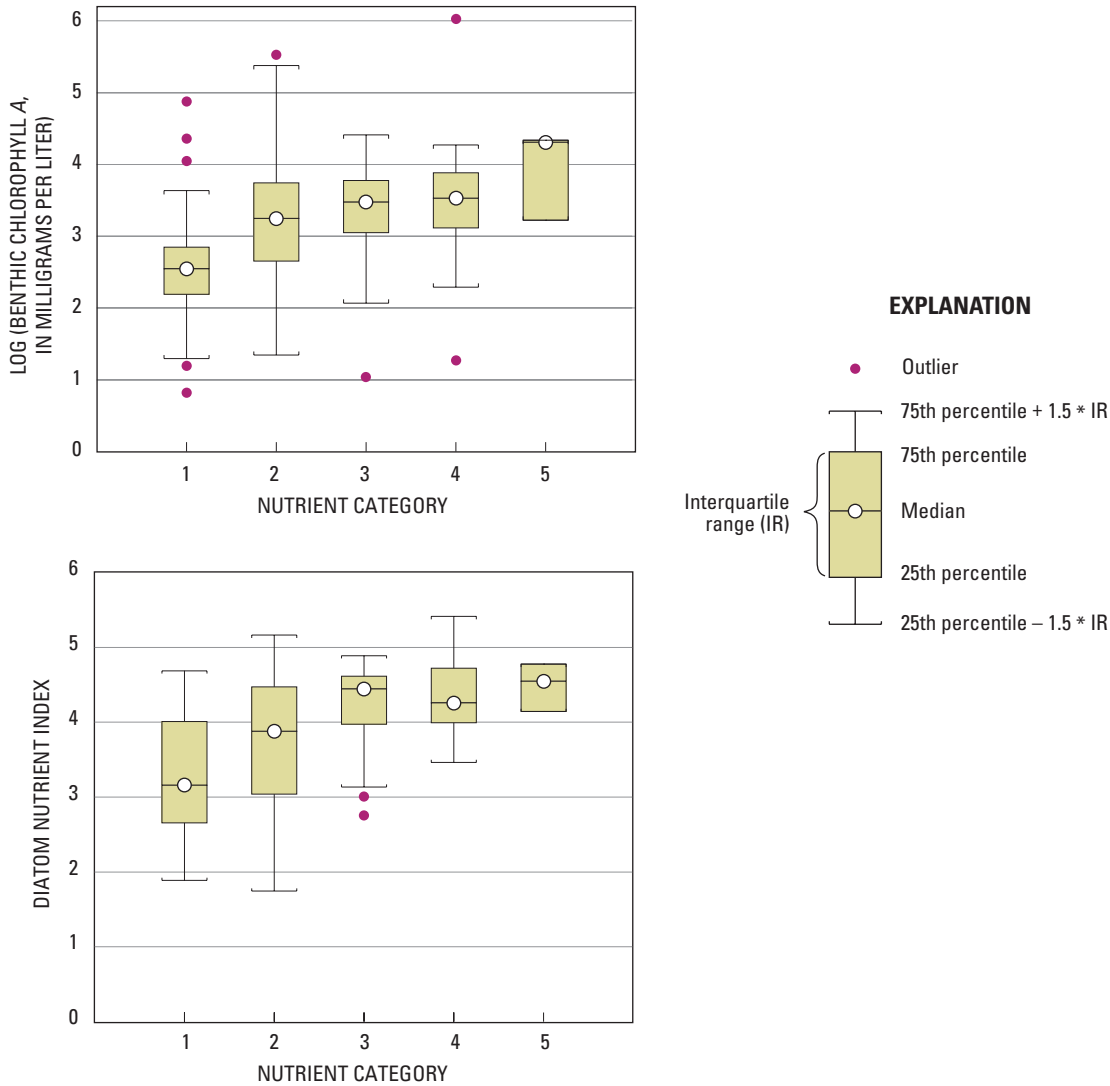 LOG (BENTHIC CHLOROPHYLL A,
IN MILLIGRAMS PER LITER)
6
5
4
3
2
1
0
1 2 3 4 5
NUTRIENT CATEGORY
DIATOM NUTRIENT INDEX
6
5
4
3
2
1
0
1 2 3 4 5
NUTRIENT CATEGORY
EXPLANATION
Outlier
75th percentile + 1.5 * IR
75th percentile
Interquartile
range (IR)
Median
25th percentile
25th percentile – 1.5 * IR